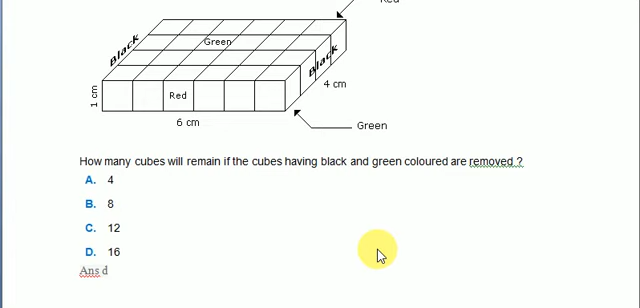 Red
Black
Green
Black
1 cm
Red
4 cm
6 cm
Green
How many cubes will remain if the cubes having black and green coloured are removed ?
A. 4
B. 8
C. 12
D. 16
Ans d